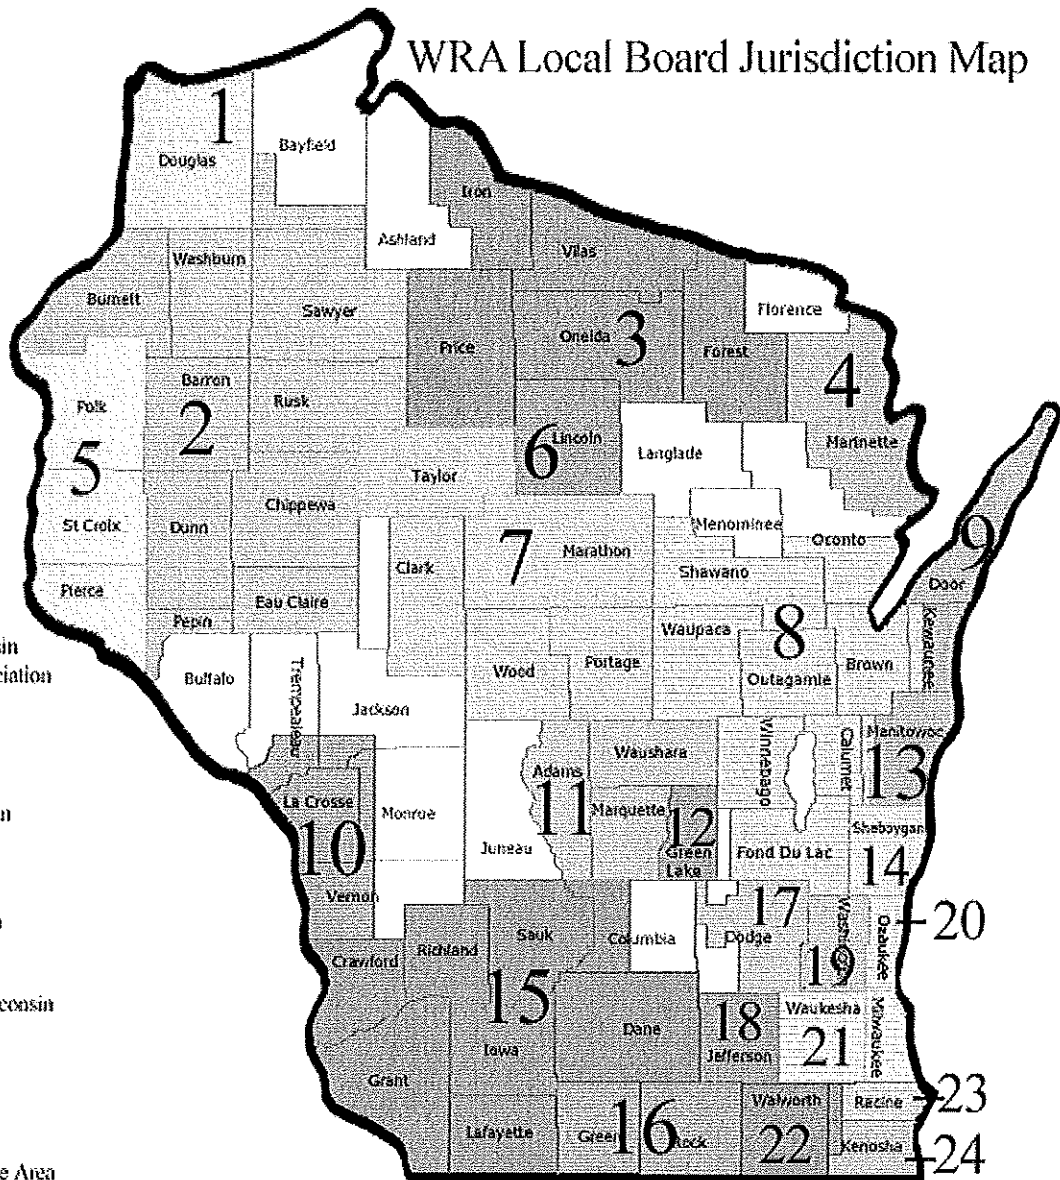 WRA Local Board Jurisdiction Map
1
Bayfield
Douglas
Iron
Ashland
Vilas
Washburn
Burnett
Sawyer
Florence
Price
Oneida
3
Forest
4
Barron
2
Rusk
Polk
5
6
Lincoln
Langlade
Marinette
Taylor
Chippewa
St Croix
Dunn
7
Marathon
Menominee
Oconto
9
Clark
Shawano
Door
Pierce
Eau Claire
Pepin
Waupaca
8
Kewaunee
Brown
Wood
Portage
Outagamie
ciation
Buffalo
Trempealeau
Jackson
Waushara
Winnebago
Calumet
Manitowoc
13
Adams
11
La Crosse
10
Monroe
Marquette
12
Green
Lake
Juneau
Fond Du Lac
Sheboygan
14
Vernon
17
Dodge
Ozaukee
20
19
Sauk
Columbia
Richland
Crawford
15
consin
Waukesha
21
Milwaukee
18
Jefferson
Dane
Iowa
Grant
Walworth
22
Racine
23
Lafayette
Green
16
Rock
Kenosha
24
e Area